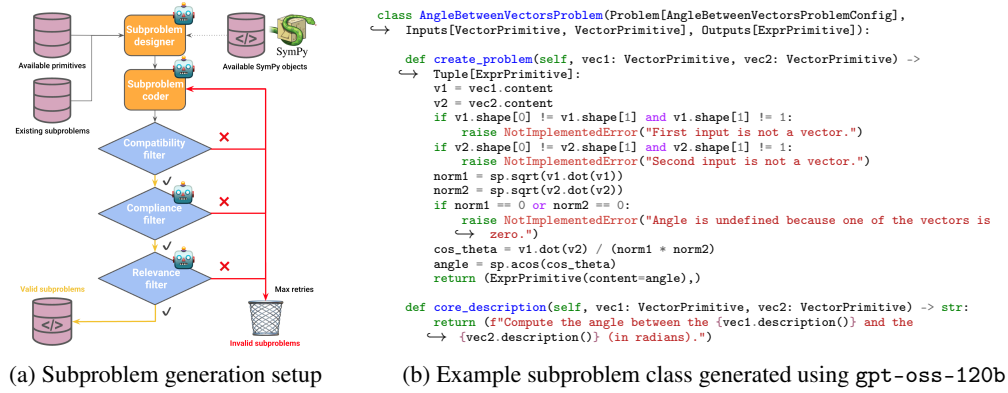 Subproblem
designer
Available primitives
</>
SymPy
Available SymPy objects
Subproblem
coder
Existing subproblems
Compatibility
filter
Compliance
filter
Relevance
filter
Valid subproblems
</>
Max retries
Invalid subproblems
(a) Subproblem generation setup
class AngleBetweenVectorsProblem(Problem[AngleBetweenVectorsProblemConfig],
↪ Inputs[VectorPrimitive, VectorPrimitive], Outputs[ExprPrimitive]):
def create_problem(self, vec1: VectorPrimitive, vec2: VectorPrimitive) ->
↪ Tuple[ExprPrimitive]:
v1 = vec1.content
v2 = vec2.content
if v1.shape[0] != v1.shape[1] and v1.shape[1] != 1:
raise NotImplementedError("First input is not a vector.")
if v2.shape[0] != v2.shape[1] and v2.shape[1] != 1:
raise NotImplementedError("Second input is not a vector.")
norm1 = sp.sqrt(v1.dot(v1))
norm2 = sp.sqrt(v2.dot(v2))
if norm1 == 0 or norm2 == 0:
raise NotImplementedError("Angle is undefined because one of the vectors is
↪ zero.")
cos_theta = v1.dot(v2) / (norm1 * norm2)
angle = sp.acos(cos_theta)
return (ExprPrimitive(content=angle),)
def core_description(self, vec1: VectorPrimitive, vec2: VectorPrimitive) -> str:
return (f"Compute the angle between the {vec1.description()} and the
↪ {vec2.description()} (in radians).")
(b) Example subproblem class generated using gpt-oss-120b